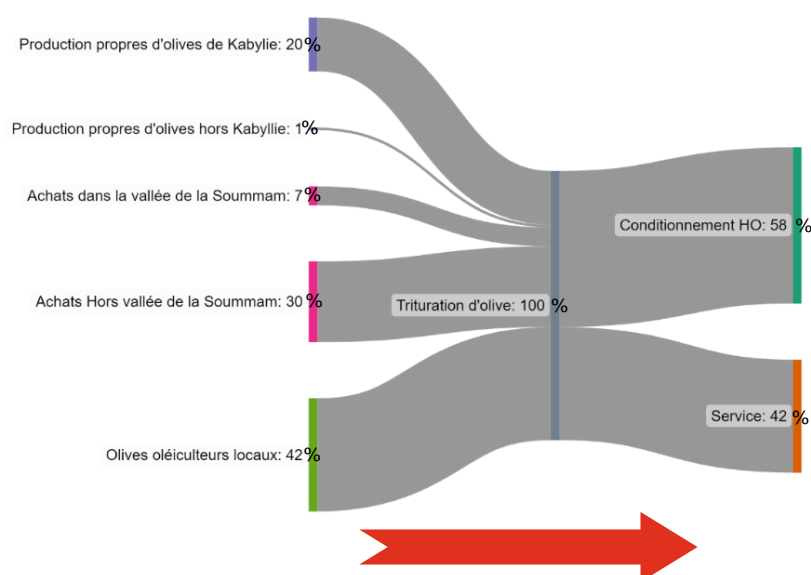 Production propres d'olives de Kabylie: 20%
Production propres d'olives hors Kabyllie: 1%
Achats dans la vallée de la Soummam: 7%
Conditionnement HO: 58 %
Achats Hors vallée de la Soummam: 30 %
Trituration d'olive: 100 %
Service: 42 %
Olives oléiculteurs locaux: 42%